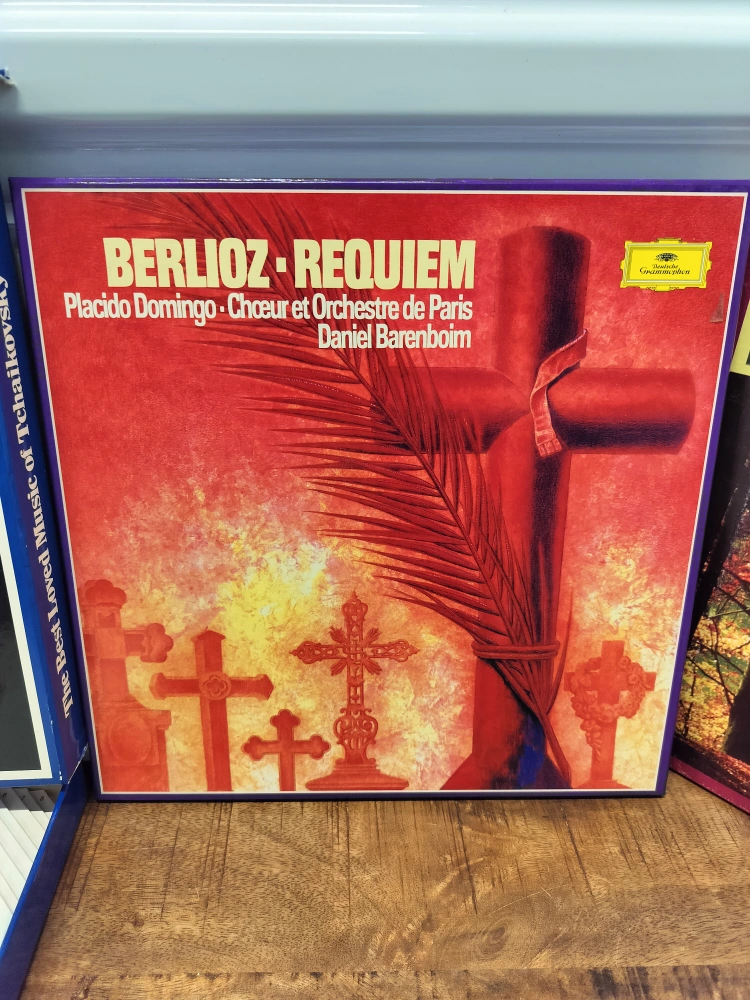 BERLIOZ · REQUIEM
Placido Domingo · Chœur et Orchestre de Paris
Daniel Barenboim
Deutsche
Grammophon
The Best Loved Music of Tchaikovsky